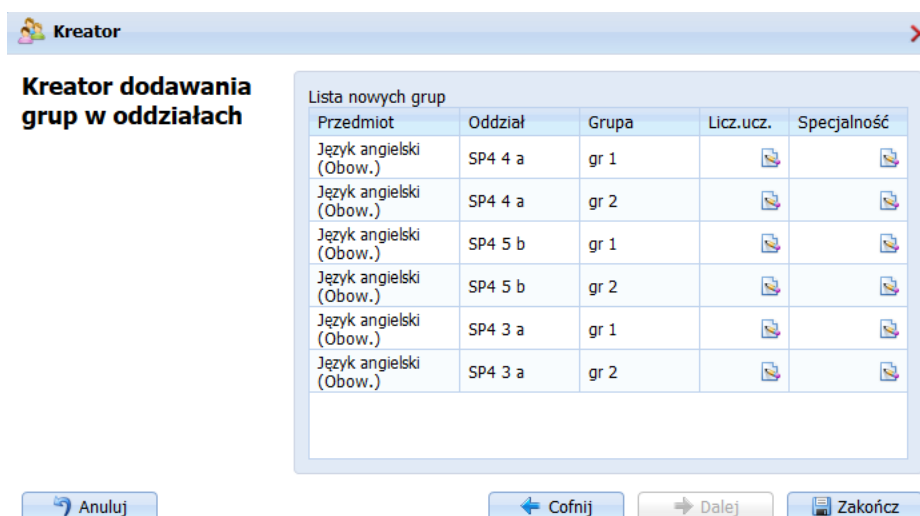 Kreator
Kreator dodawania
grup w oddziałach
Lista nowych grup
Przedmiot Oddział Grupa Licz.ucz. Specjalność
Język angielski
(Obow.) SP4 4 a gr 1
Język angielski
(Obow.) SP4 4 a gr 2
Język angielski
(Obow.) SP4 5 b gr 1
Język angielski
(Obow.) SP4 5 b gr 2
Język angielski
(Obow.) SP4 3 a gr 1
Język angielski
(Obow.) SP4 3 a gr 2
Anuluj Cofnij Dalej Zakończ